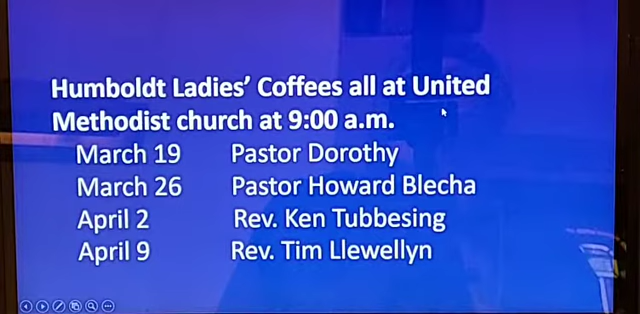 Humboldt Ladies' Coffees all at United
Methodist church at 9:00 a.m.
March 19 Pastor Dorothy
March 26 Pastor Howard Blecha
April 2 Rev. Ken Tubbesing
April 9 Rev. Tim Llewellyn